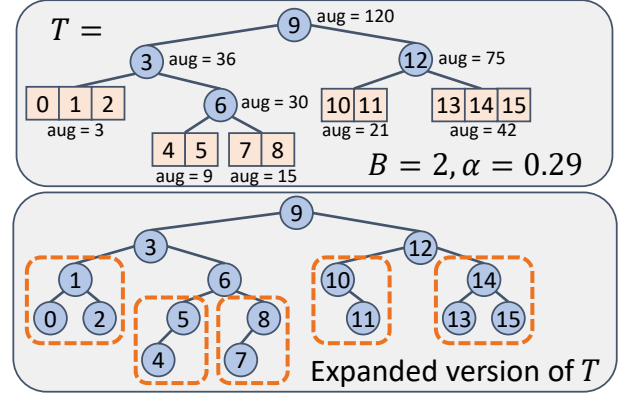 T =
9 aug = 120
3 aug = 36
12 aug = 75
0 1 2
aug = 3
6 aug = 30
10 11
aug = 21
13 14 15
aug = 42
4 5
aug = 9
7 8
aug = 15
B = 2, α = 0.29
9
3
12
1
6
10
14
0
2
5
8
11
13
15
4
7
Expanded version of T